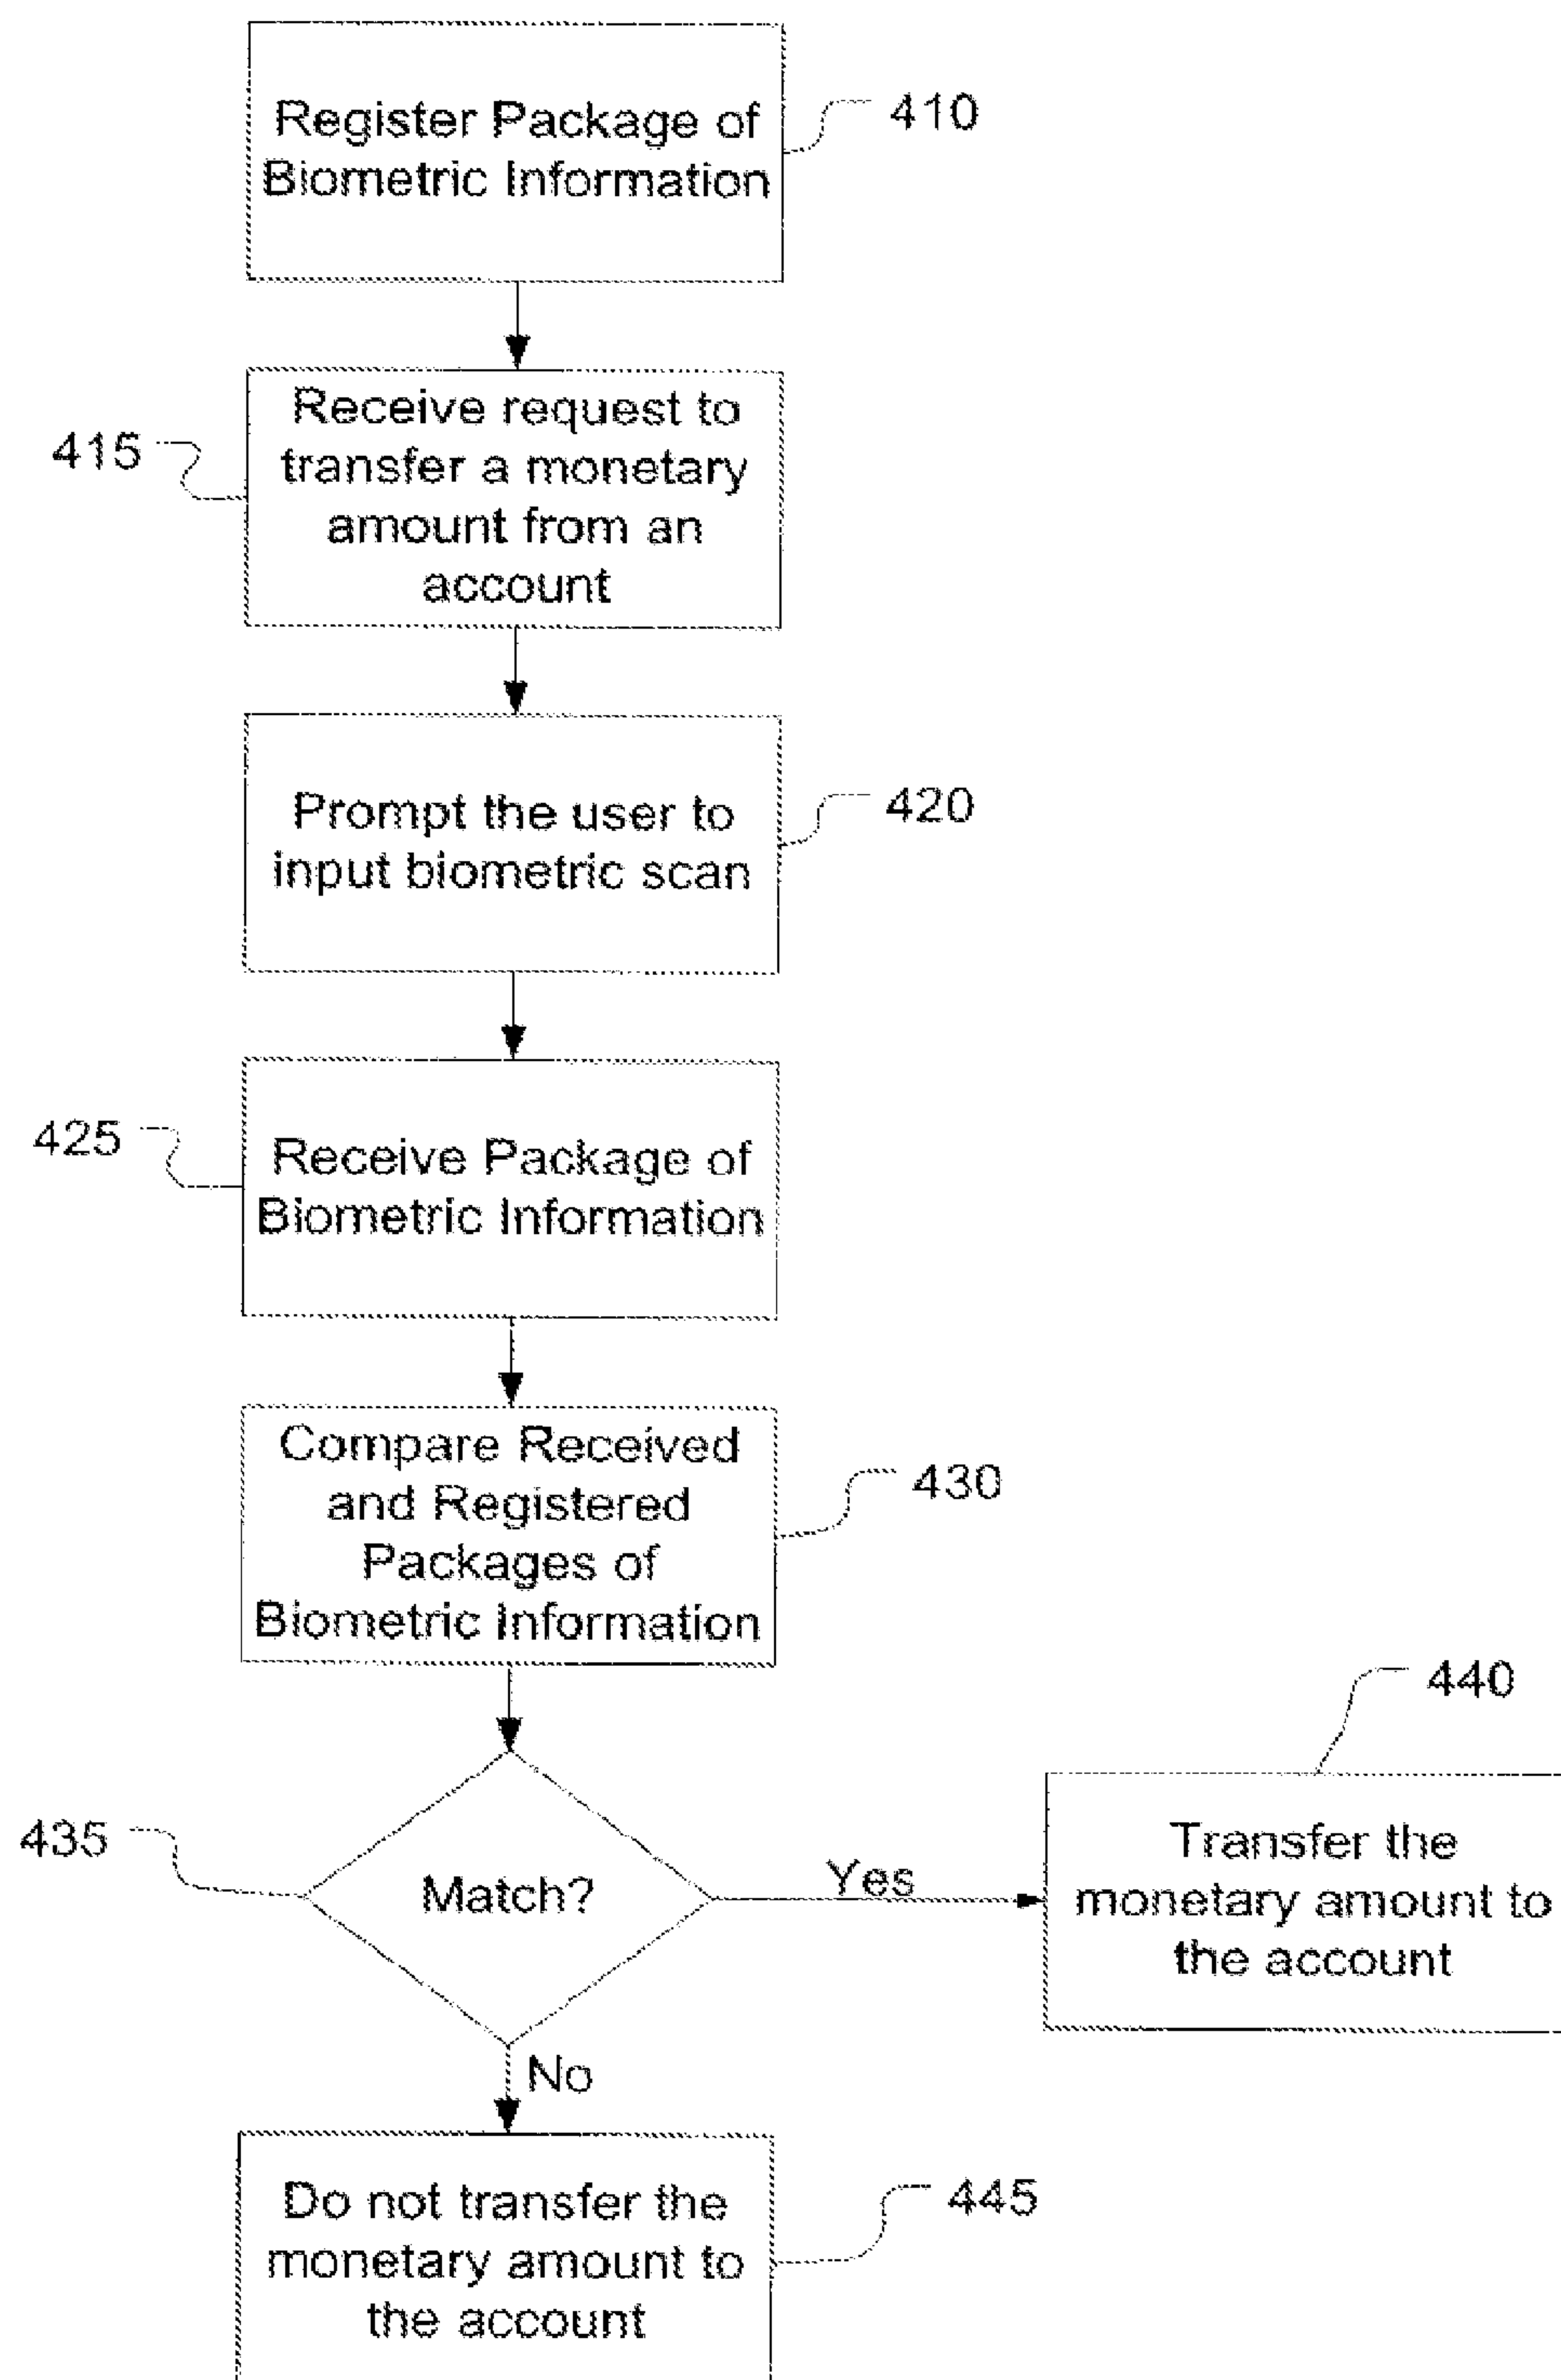 Register Package of
Biometric Information
410
Receive request to
transfer a monetary
amount from an
account
415
Prompt the user to
input biometric scan
420
Receive Package of
Biometric Information
425
Compare Received
and Registered
Packages of
Biometric Information
430
Match?
435
Yes
440
Transfer the
monetary amount to
the account
No
Do not transfer the
monetary amount to
the account
445